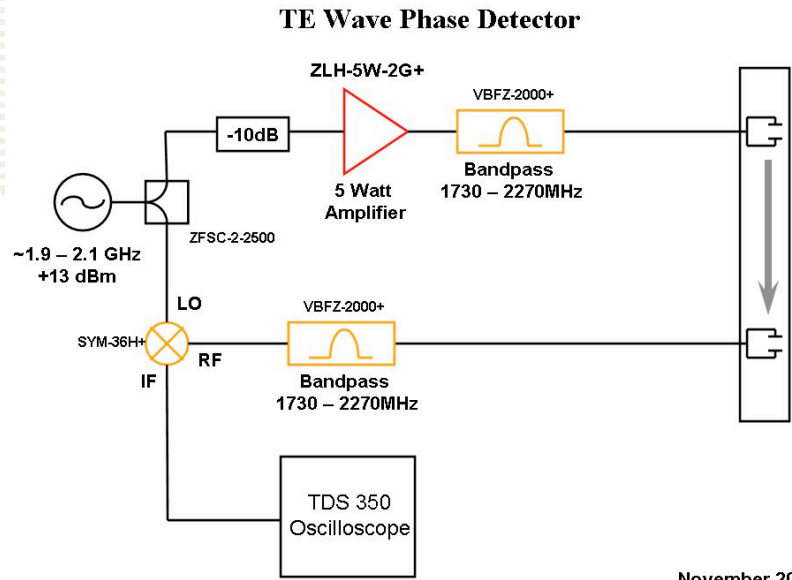 TE Wave Phase Detector
ZLH-5W-2G+
VBFZ-2000+
-10dB
5 Watt
Amplifier
Bandpass
1730 – 2270MHz
ZFSC-2-2500
~1.9 – 2.1 GHz
+13 dBm
LO
VBFZ-2000+
SYM-36H+
RF
IF
Bandpass
1730 – 2270MHz
TDS 350
Oscilloscope
November 20